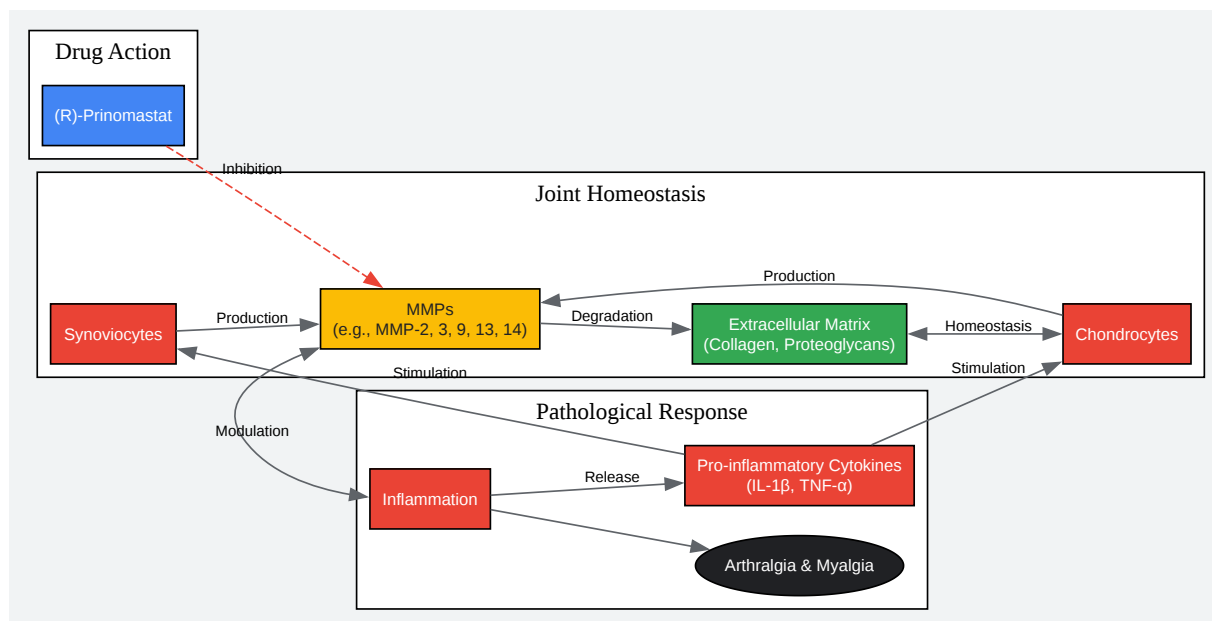 Drug Action
(R)-Prinomastat
Inhibition
Joint Homeostasis
Production
Synoviocytes
Production
MMPs
(e.g., MMP-2, 3, 9, 13, 14)
Degradation
Extracellular Matrix
(Collagen, Proteoglycans)
Homeostasis
Chondrocytes
Stimulation
Stimulation
Pathological Response
Modulation
Inflammation
Release
Pro-inflammatory Cytokines
(IL-1β, TNF-α)
Arthralgia & Myalgia